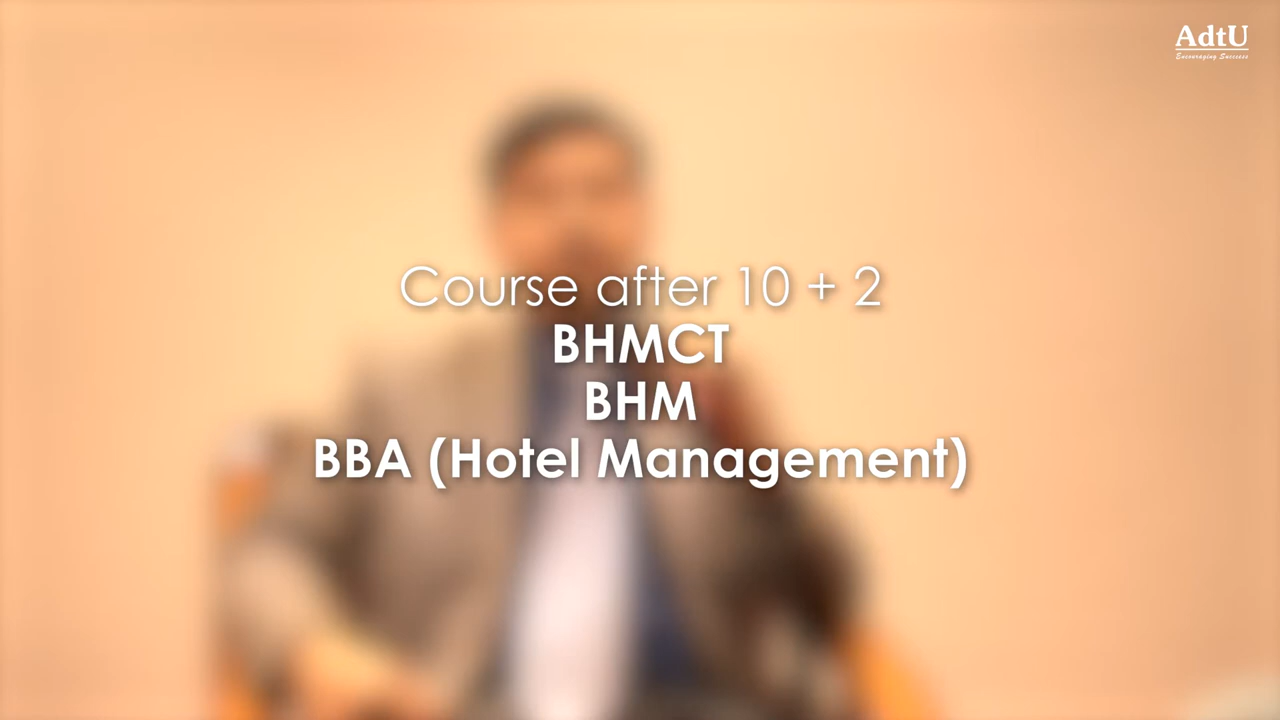 AdtU
Encouraging Success
Course after 10 + 2
BHMCT
BHM
BBA (Hotel Management)